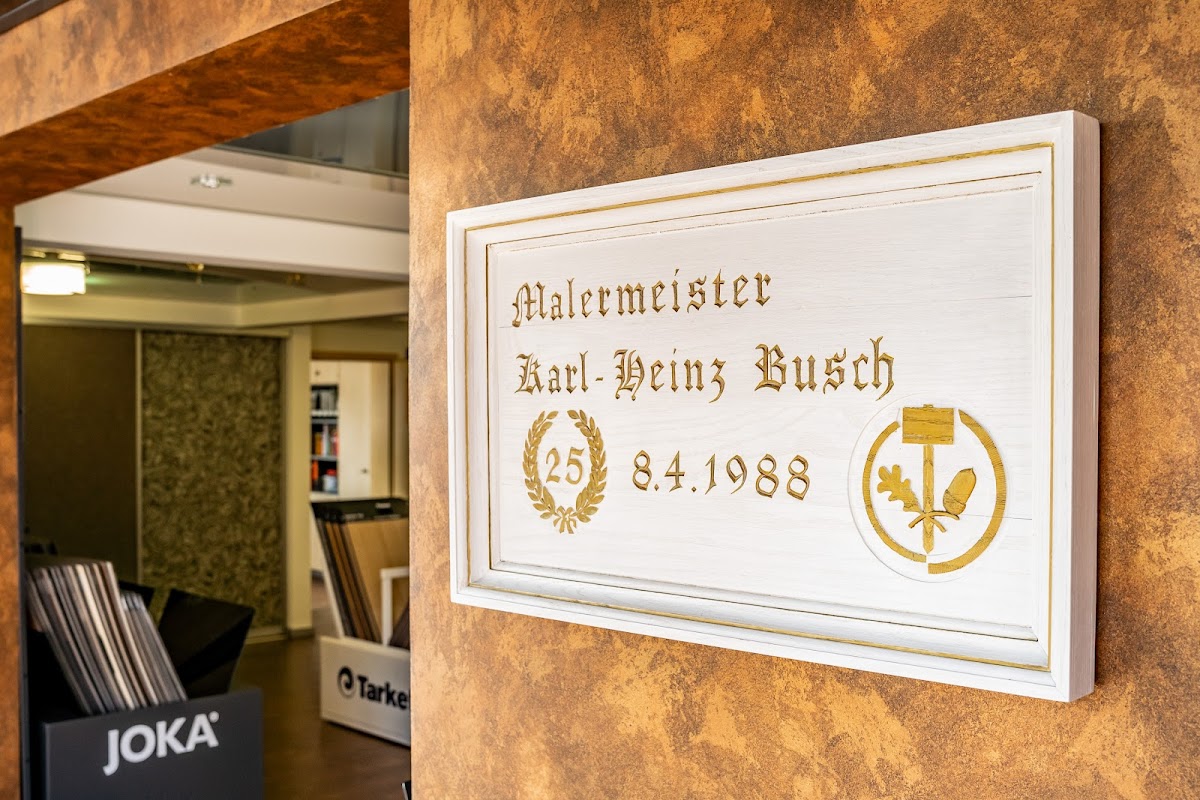 Malermeister
Karl-Heinz Busch
25
8.4.1988
JOKA
Tarke